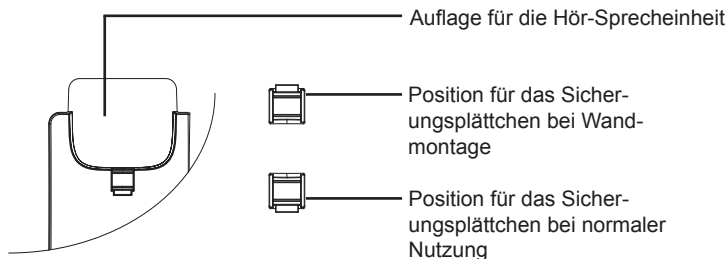 Auflage für die Hör-Sprecheinheit
Position für das Sicher-
ungsplättchen bei Wand-
montage
Position für das Sicher-
ungsplättchen bei normaler
Nutzung